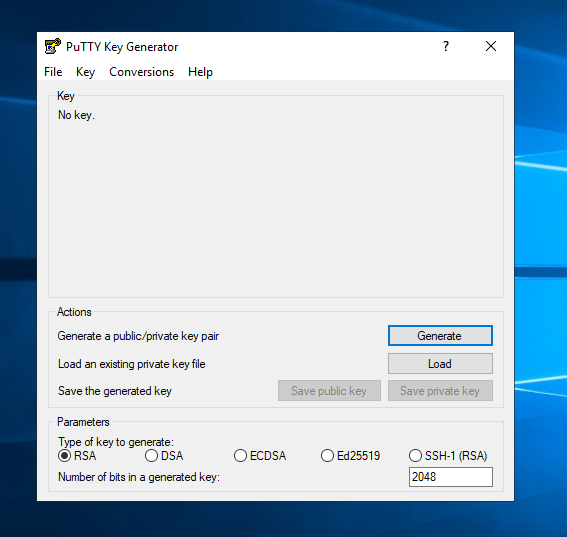 PuTTY Key Generator
?
File Key Conversions Help
Key
No key.
Actions
Generate a public/private key pair Generate
Load an existing private key file Load
Save the generated key Save public key Save private key
Parameters
Type of key to generate:
RSA DSA ECDSA Ed25519 SSH-1 (RSA)
Number of bits in a generated key: 2048